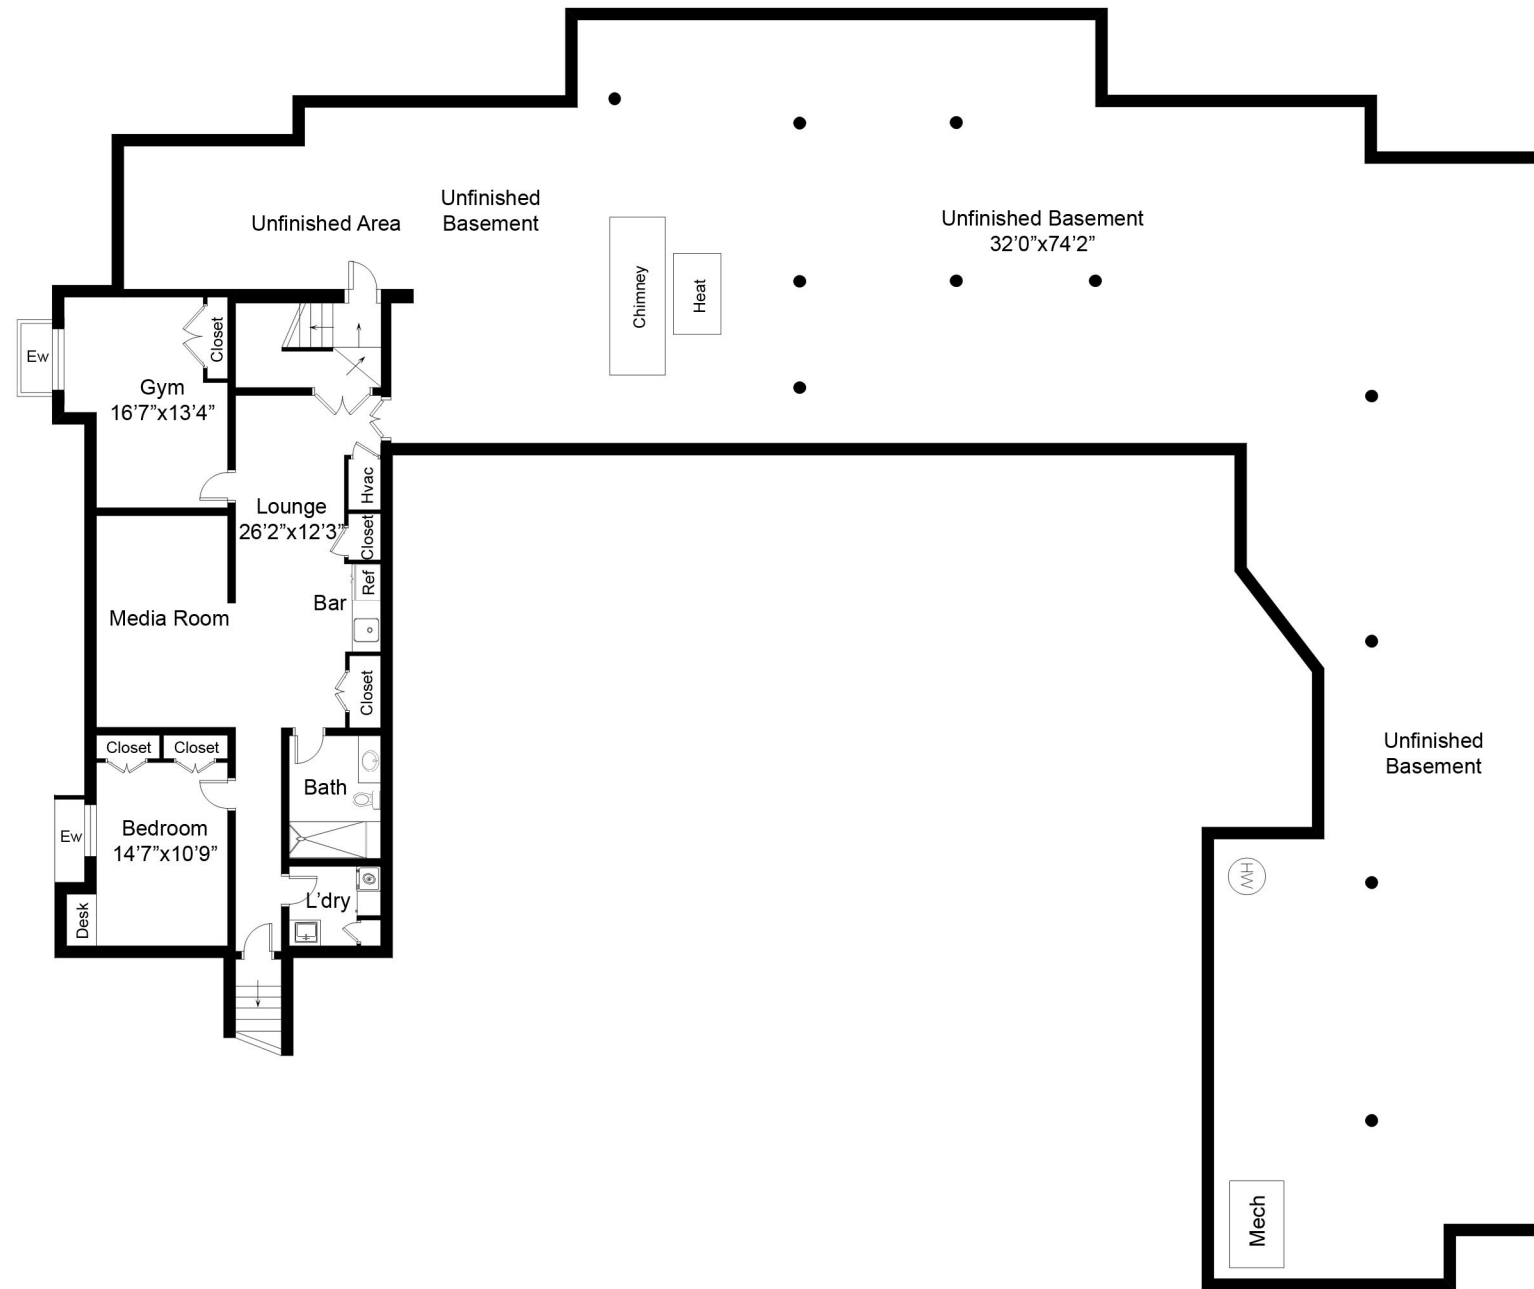 Unfinished
Basement
Unfinished Area
Unfinished Basement
32’0”x74’2”
Chimney
Heat
Ew
Closet
Gym
16’7”x13’4”
Hvac
Lounge
26’2”x12’3”
Closet
Ref
Bar
Media Room
Closet
Closet
Closet
Unfinished
Basement
Bath
Ew
Bedroom
14’7”x10’9”
HW
L’dry
Desk
Mech